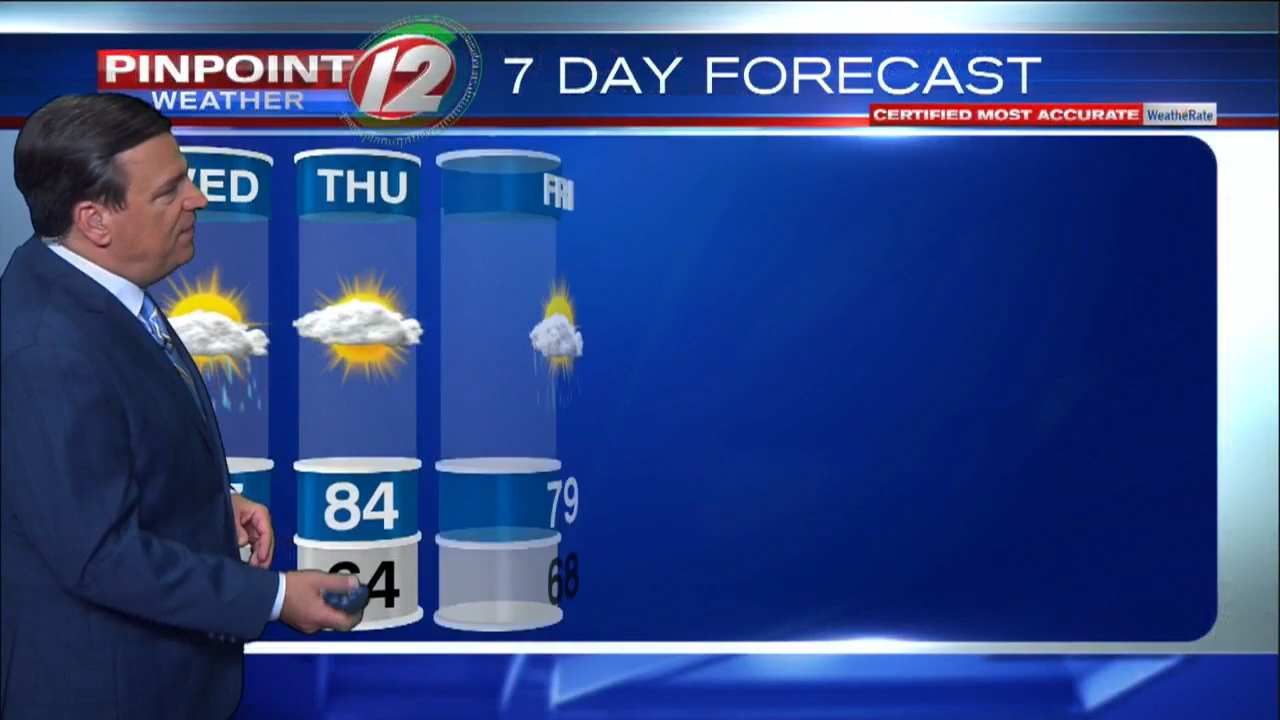 PINPOINT
WEATHER
12
7 DAY FORECAST
CERTIFIED MOST ACCURATE
WeatheRate
THU
FRI
84
79
68